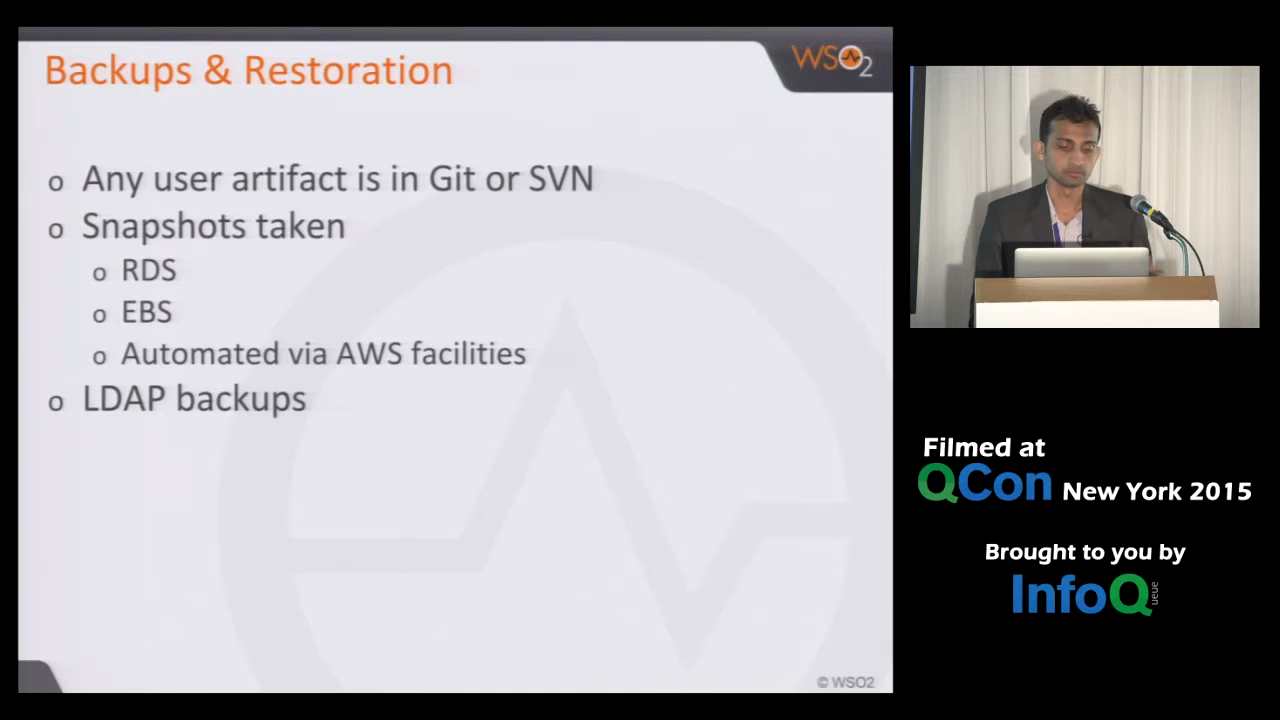 Backups & Restoration
WSO2
o Any user artifact is in Git or SVN
o Snapshots taken
o RDS
o EBS
o Automated via AWS facilities
o LDAP backups
© WSO2
Filmed at
QCon New York 2015
Brought to you by
InfoQueue